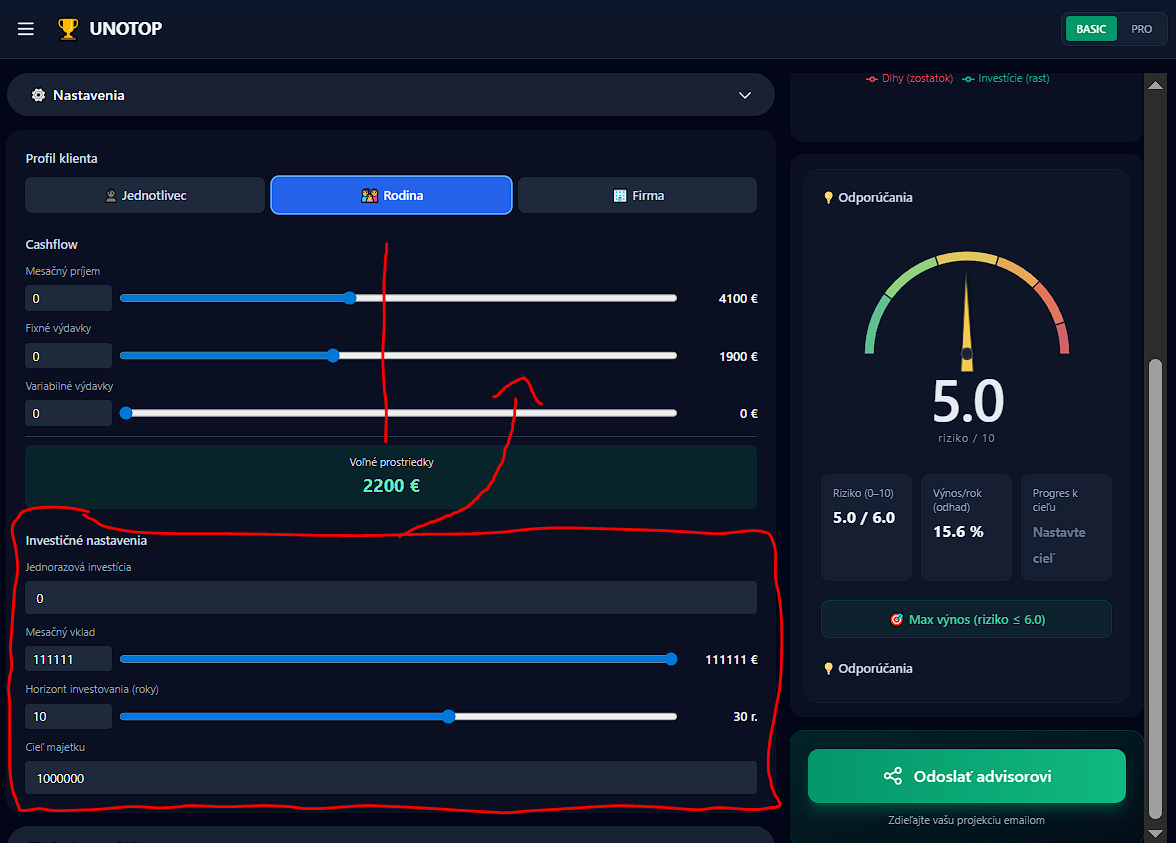 UNOTOP
BASIC PRO
Nastavenia
Profil klienta
Jednotlivec
Rodina
Firma
Cashflow
Mesačný príjem
0
4100 €
Fixné výdavky
0
1900 €
Variabilné výdavky
0
0 €
Voľné prostriedky
2200 €
Investičné nastavenia
Jednorazová investícia
0
Mesačný vklad
111111
111111 €
Horizont investovania (roky)
10
30 r.
Cieľ majetku
1000000
Dlhy (zostatok) Investície (rast)
Odporúčania
5.0
riziko / 10
Riziko (0–10)
5.0 / 6.0
Výnos/rok
(odhad)
15.6 %
Progres k
cieľu
Nastavte
cieľ
Max výnos (riziko ≤ 6.0)
Odporúčania
Odoslať advisorovi
Zdieľajte vašu projekciu emailom